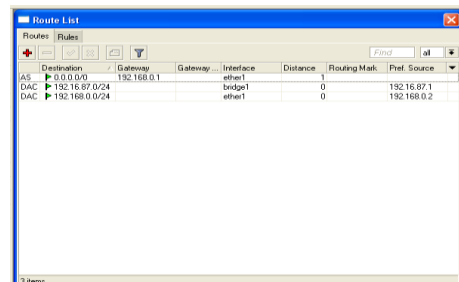 Route List
Routes Rules
Find all
Destination Gateway Gateway ... Interface Distance Routing Mark Pref. Source
AS 0.0.0.0/0 192.168.0.1 ether1 1
DAC 192.16.87.0/24 bridge1 0 192.16.87.1
DAC 192.168.0.0/24 ether1 0 192.168.0.2
3 items